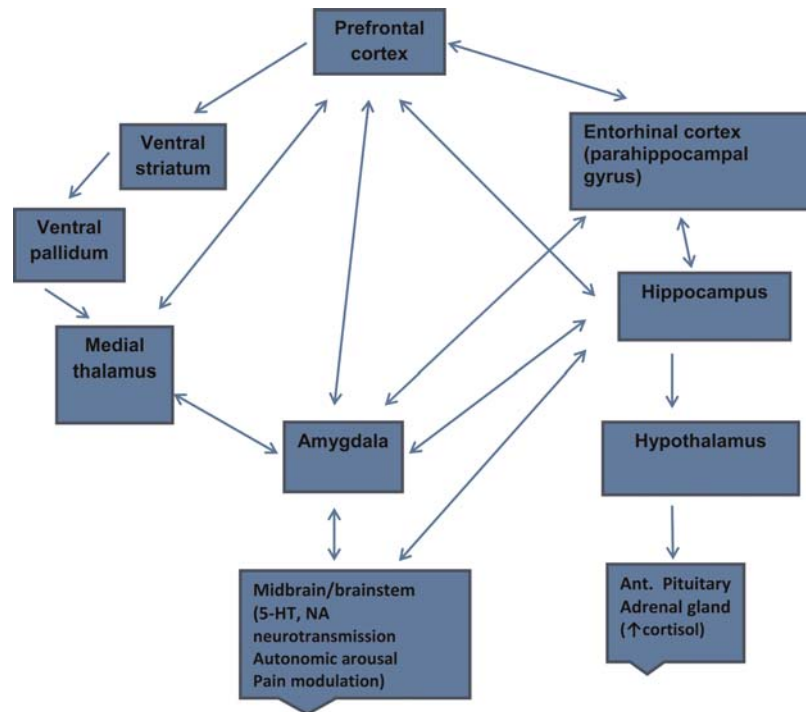 Prefrontal
cortex
Ventral
striatum
Entorhinal cortex
(parahippocampal
gyrus)
Ventral
pallidum
Hippocampus
Medial
thalamus
Amygdala
Hypothalamus
Midbrain/brainstem
(5-HT, NA
neurotransmission
Autonomic arousal
Pain modulation)
Ant. Pituitary
Adrenal gland
(↑cortisol)